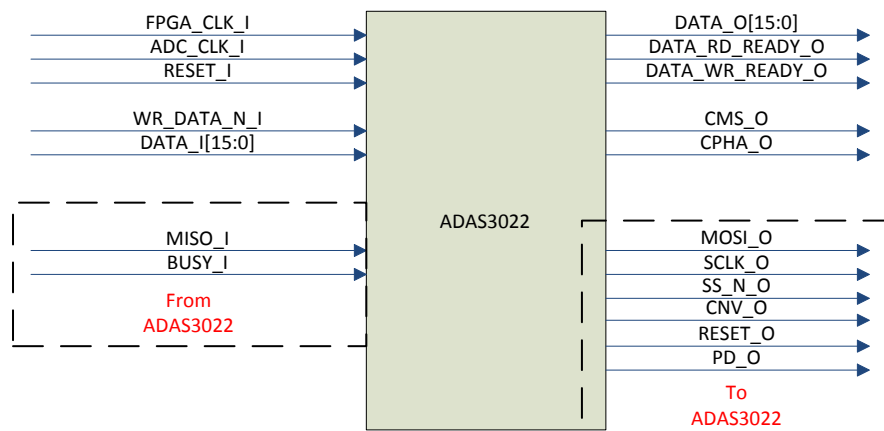 FPGA_CLK_I
ADC_CLK_I
RESET_I
WR_DATA_N_I
DATA_I[15:0]
MISO_I
BUSY_I
From
ADAS3022
ADAS3022
DATA_O[15:0]
DATA_RD_READY_O
DATA_WR_READY_O
CMS_O
CPHA_O
MOSI_O
SCLK_O
SS_N_O
CNV_O
RESET_O
PD_O
To
ADAS3022